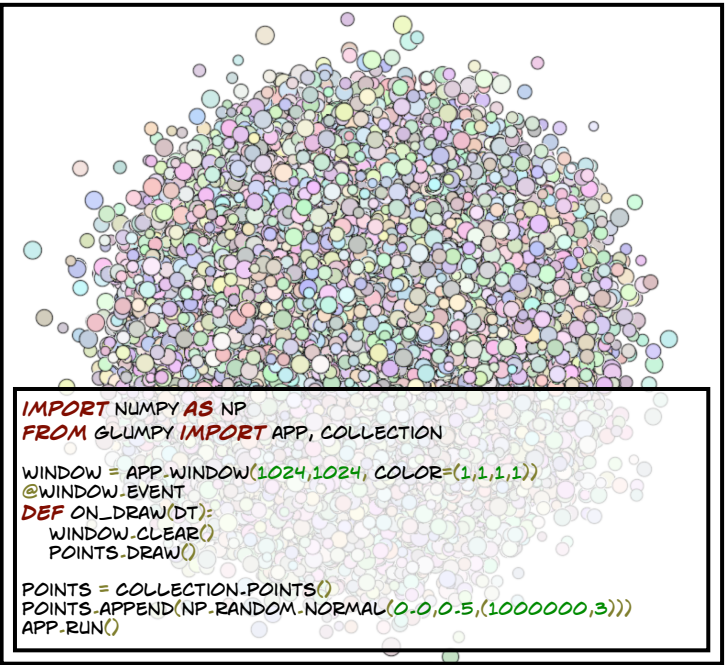 IMPORT NUMPY AS NP
FROM GLUMPY IMPORT APP, COLLECTION
WINDOW = APP.WINDOW(1024,1024, COLOR=(1,1,1,1))
@WINDOW.EVENT
DEF ON_DRAW(DT):
WINDOW.CLEAR()
POINTS.DRAW()
POINTS = COLLECTION.POINTS()
POINTS.APPEND(NP.RANDOM.NORMAL(0.0,0.5,(1000000,3)))
APP.RUN()